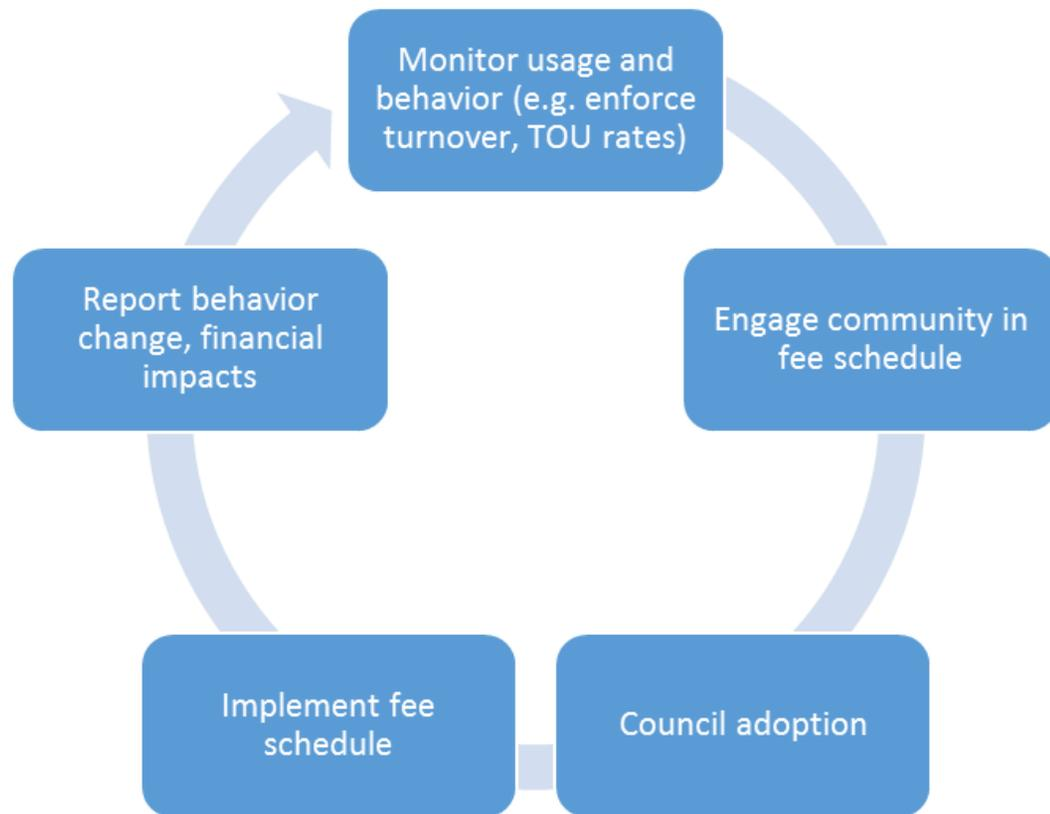 Monitor usage and
behavior (e.g. enforce
turnover, TOU rates)
Engage community in
fee schedule
Council adoption
Implement fee
schedule
Report behavior
change, financial
impacts